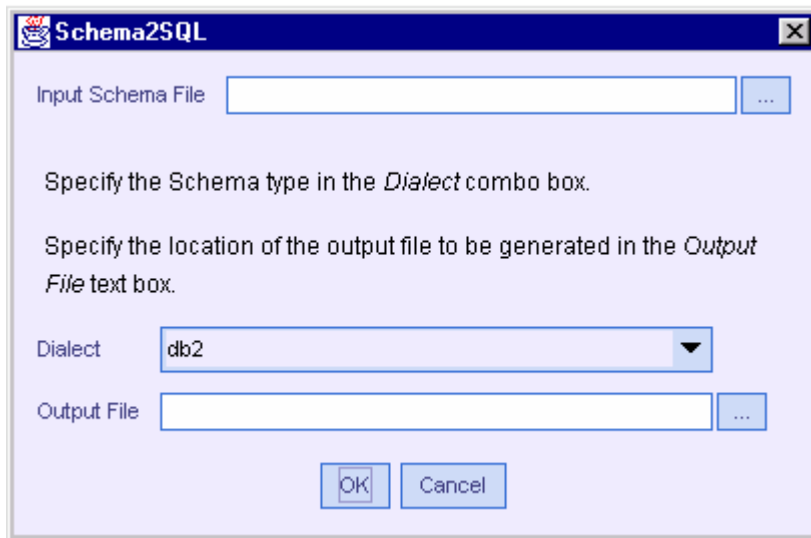 Schema2SQL
Input Schema File ...
Specify the Schema type in the Dialect combo box.
Specify the location of the output file to be generated in the Output
File text box.
Dialect db2
Output File ...
OK Cancel